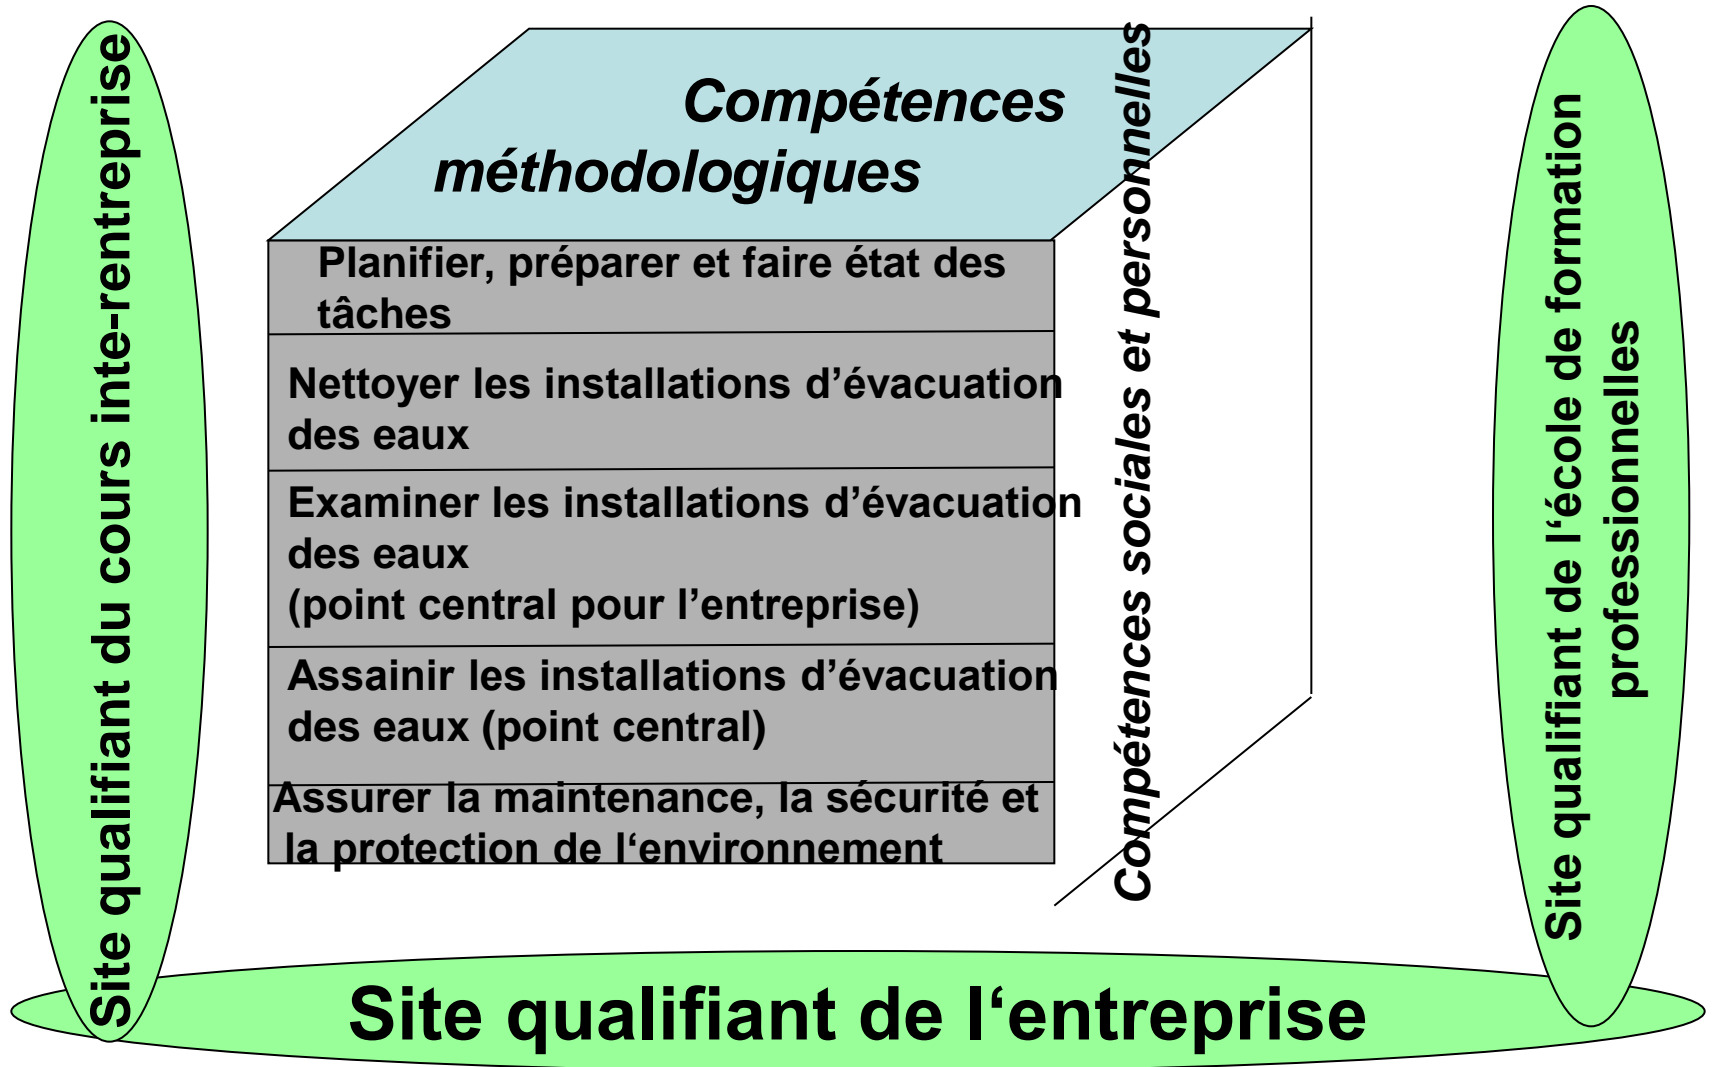 Site qualifiant du cours inte-rentreprise
Compétences
méthodologiques
Planifier, préparer et faire état des
tâches
Nettoyer les installations d’évacuation
des eaux
Examiner les installations d’évacuation
des eaux
(point central pour l’entreprise)
Assainir les installations d’évacuation
des eaux (point central)
Assurer la maintenance, la sécurité et
la protection de l‘environnement
Compétences sociales et personnelles
Site qualifiant de l‘école de formation
professionnelles
Site qualifiant de l‘entreprise